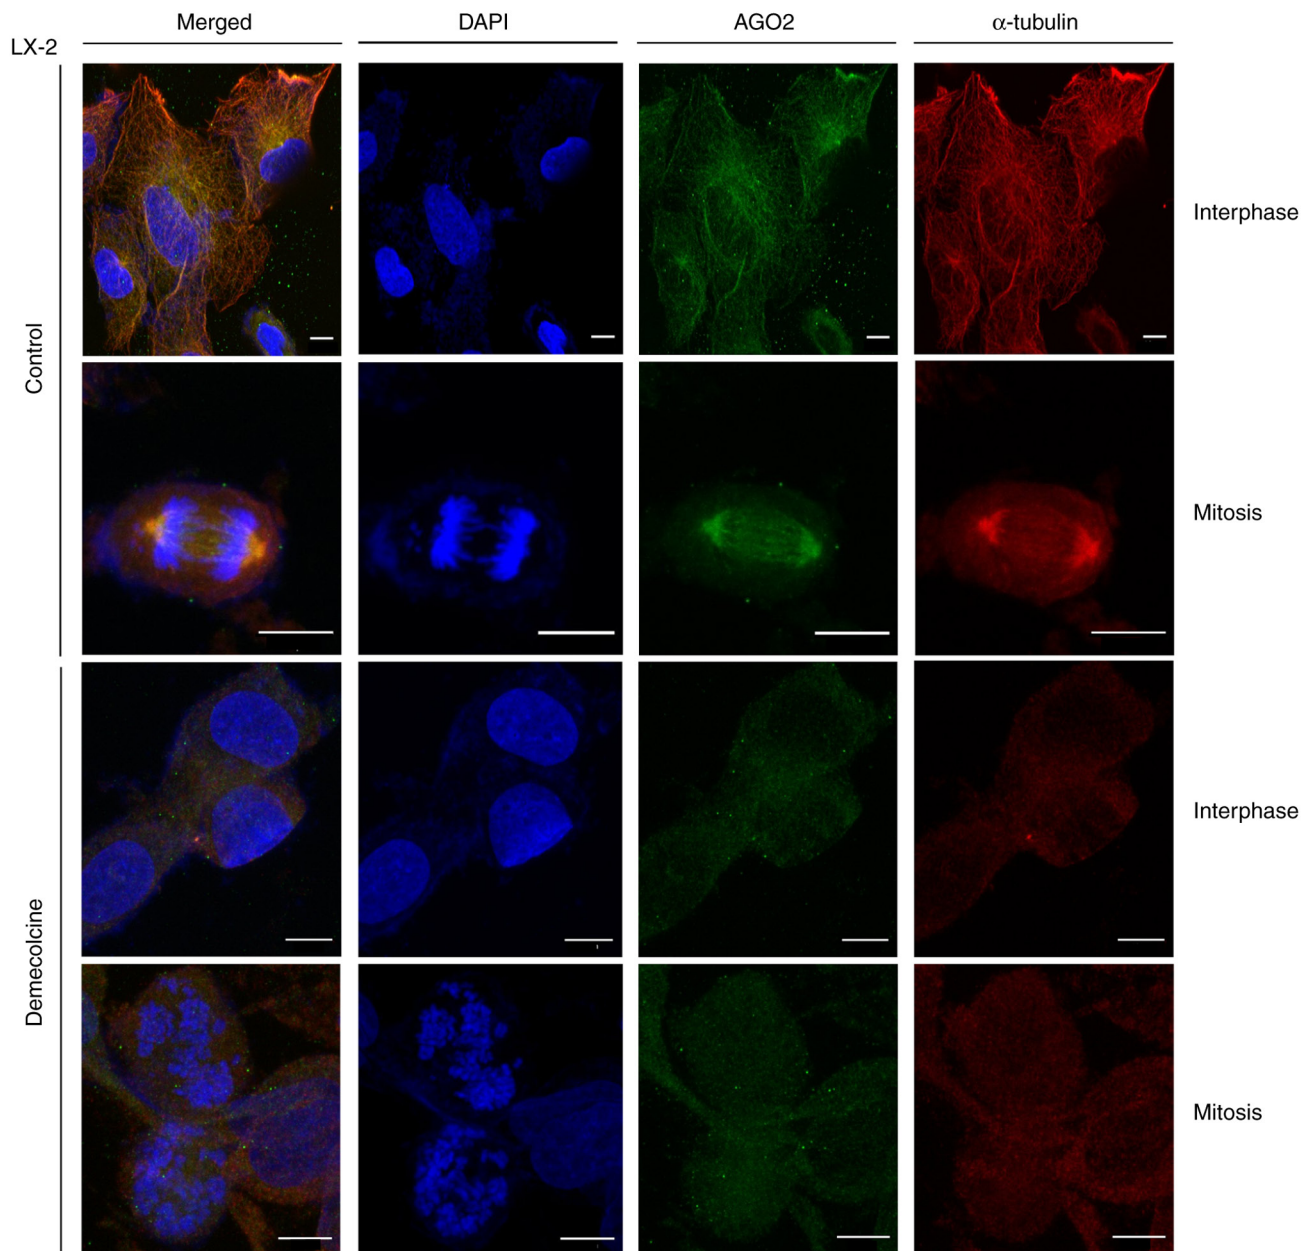 Merged DAPI AGO2 α-tubulin
LX-2
Control
Interphase
Mitosis
Demecolcine
Interphase
Mitosis